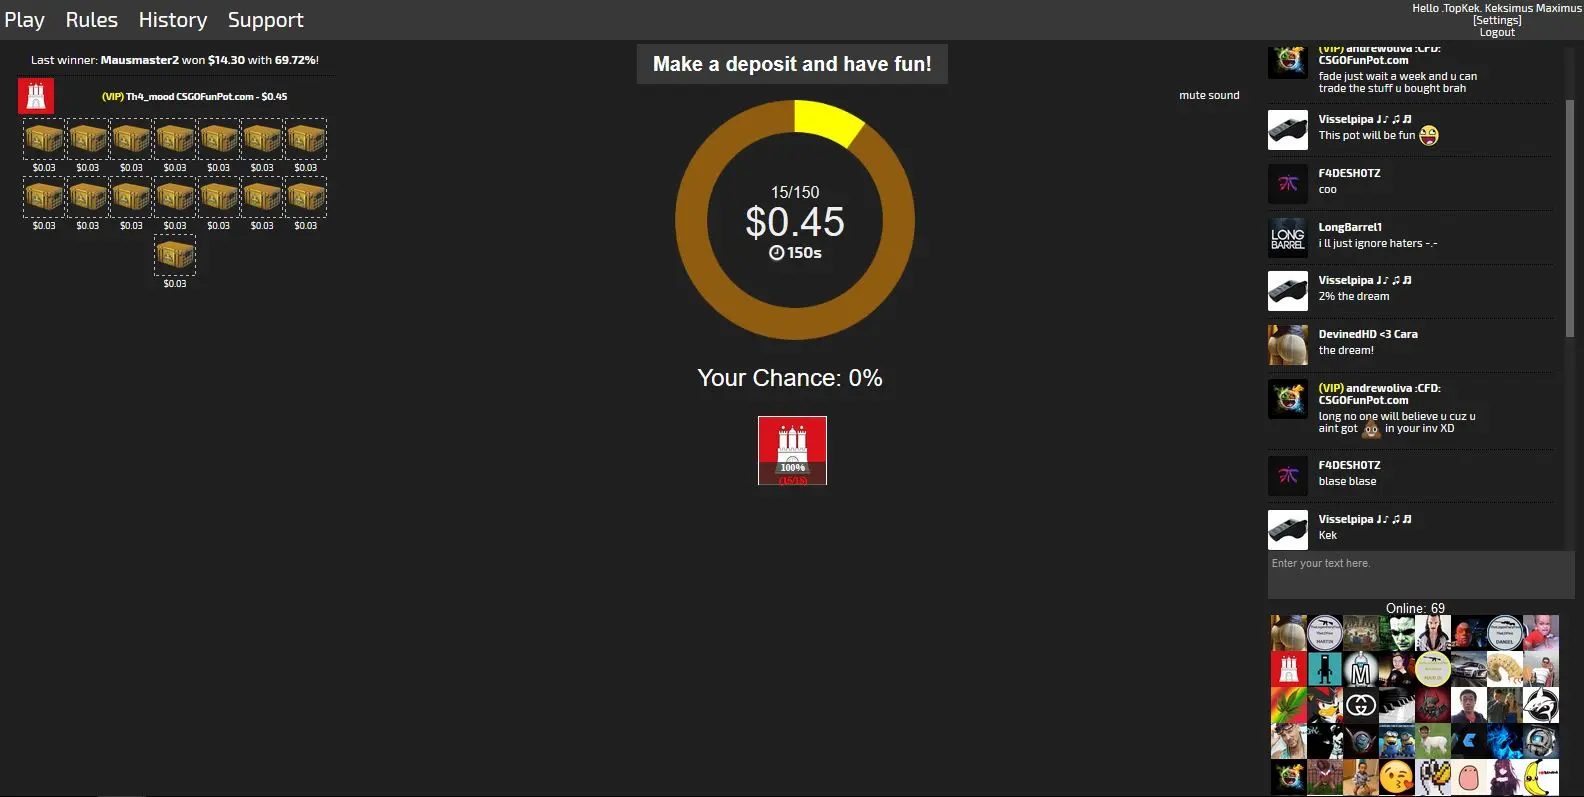 Play Rules History Support
Hello .TopKek. Keksimus Maximus
[Settings]
Logout
Last winner: Mausmaster2 won $14.30 with 69.72%!
(VIP) Th4_mood CSGOFunPot.com - $0.45
$0.03 $0.03 $0.03 $0.03 $0.03 $0.03 $0.03
$0.03 $0.03 $0.03 $0.03 $0.03 $0.03 $0.03
$0.03
Make a deposit and have fun!
mute sound
15/150
$0.45
150s
Your Chance: 0%
100%
(15/15)
(VIP) andrewoliva :CFD:
CSGOFunPot.com
fade just wait a week and u can
trade the stuff u bought brah
Visselpipa ♩♪ ♫ ♬
This pot will be fun
F4DESH0TZ
coo
LONG
BARREL
LongBarrel1
i ll just ignore haters -.-
Visselpipa ♩♪ ♫ ♬
2% the dream
DevinedHD <3 Cara
the dream!
(VIP) andrewoliva :CFD:
CSGOFunPot.com
long no one will believe u cuz u
aint got 💩 in your inv XD
F4DESH0TZ
blase blase
Visselpipa ♩♪ ♫ ♬
Kek
Enter your text here.
Online: 69
MARTIN
DANIEL
M